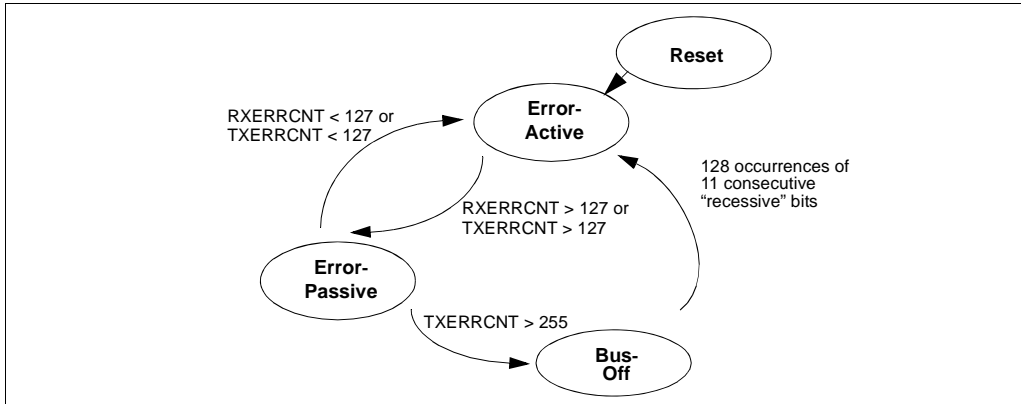 Reset
Error-
Active
RXERRCNT < 127 or
TXERRCNT < 127
128 occurrences of
11 consecutive
“recessive” bits
RXERRCNT > 127 or
TXERRCNT > 127
Error-
Passive
TXERRCNT > 255
Bus-
Off